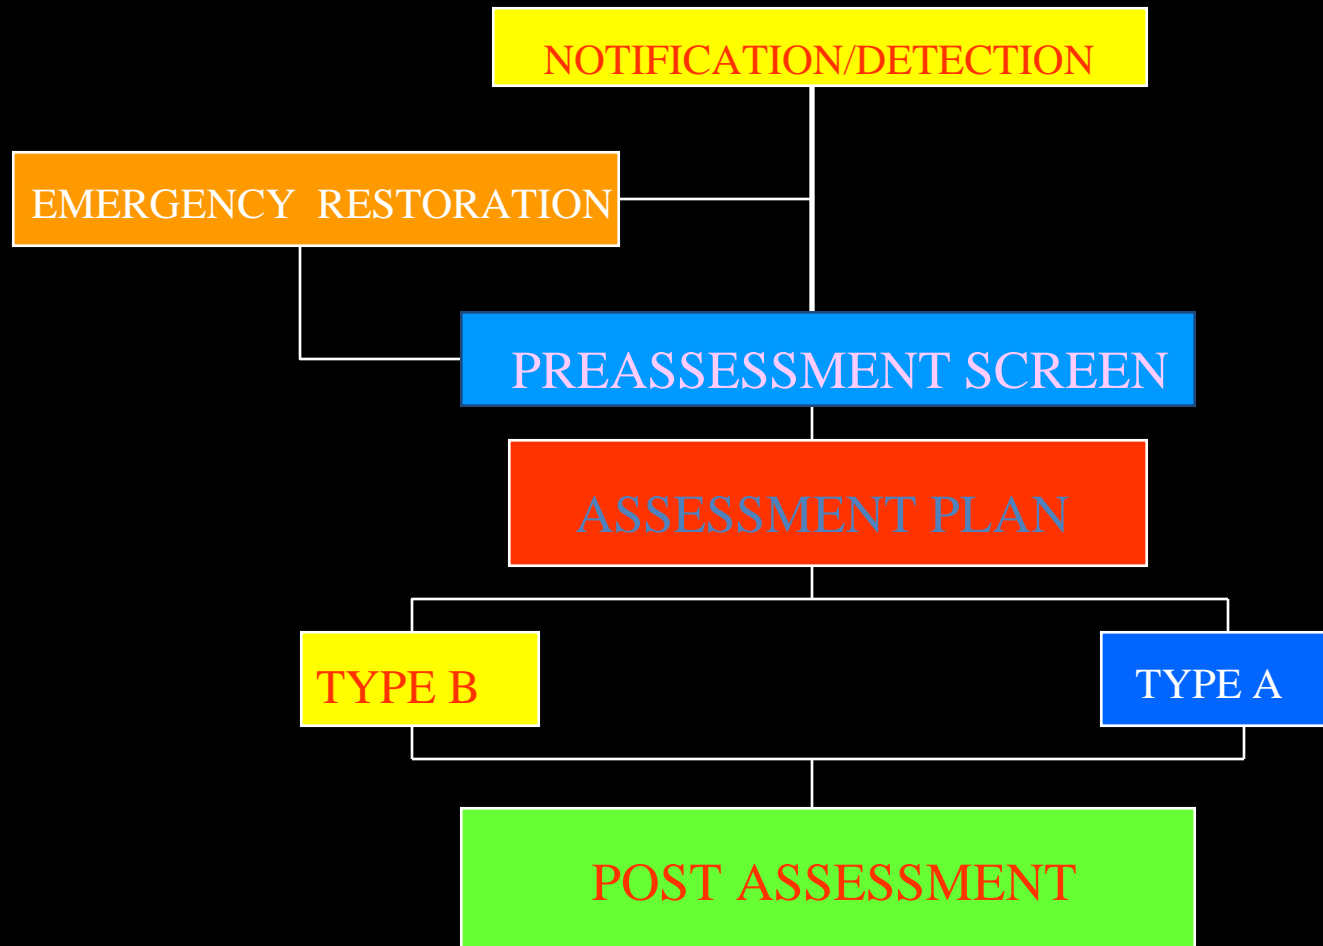 NOTIFICATION/DETECTION
EMERGENCY RESTORATION
PREASSESSMENT SCREEN
ASSESSMENT PLAN
TYPE B
TYPE A
POST ASSESSMENT